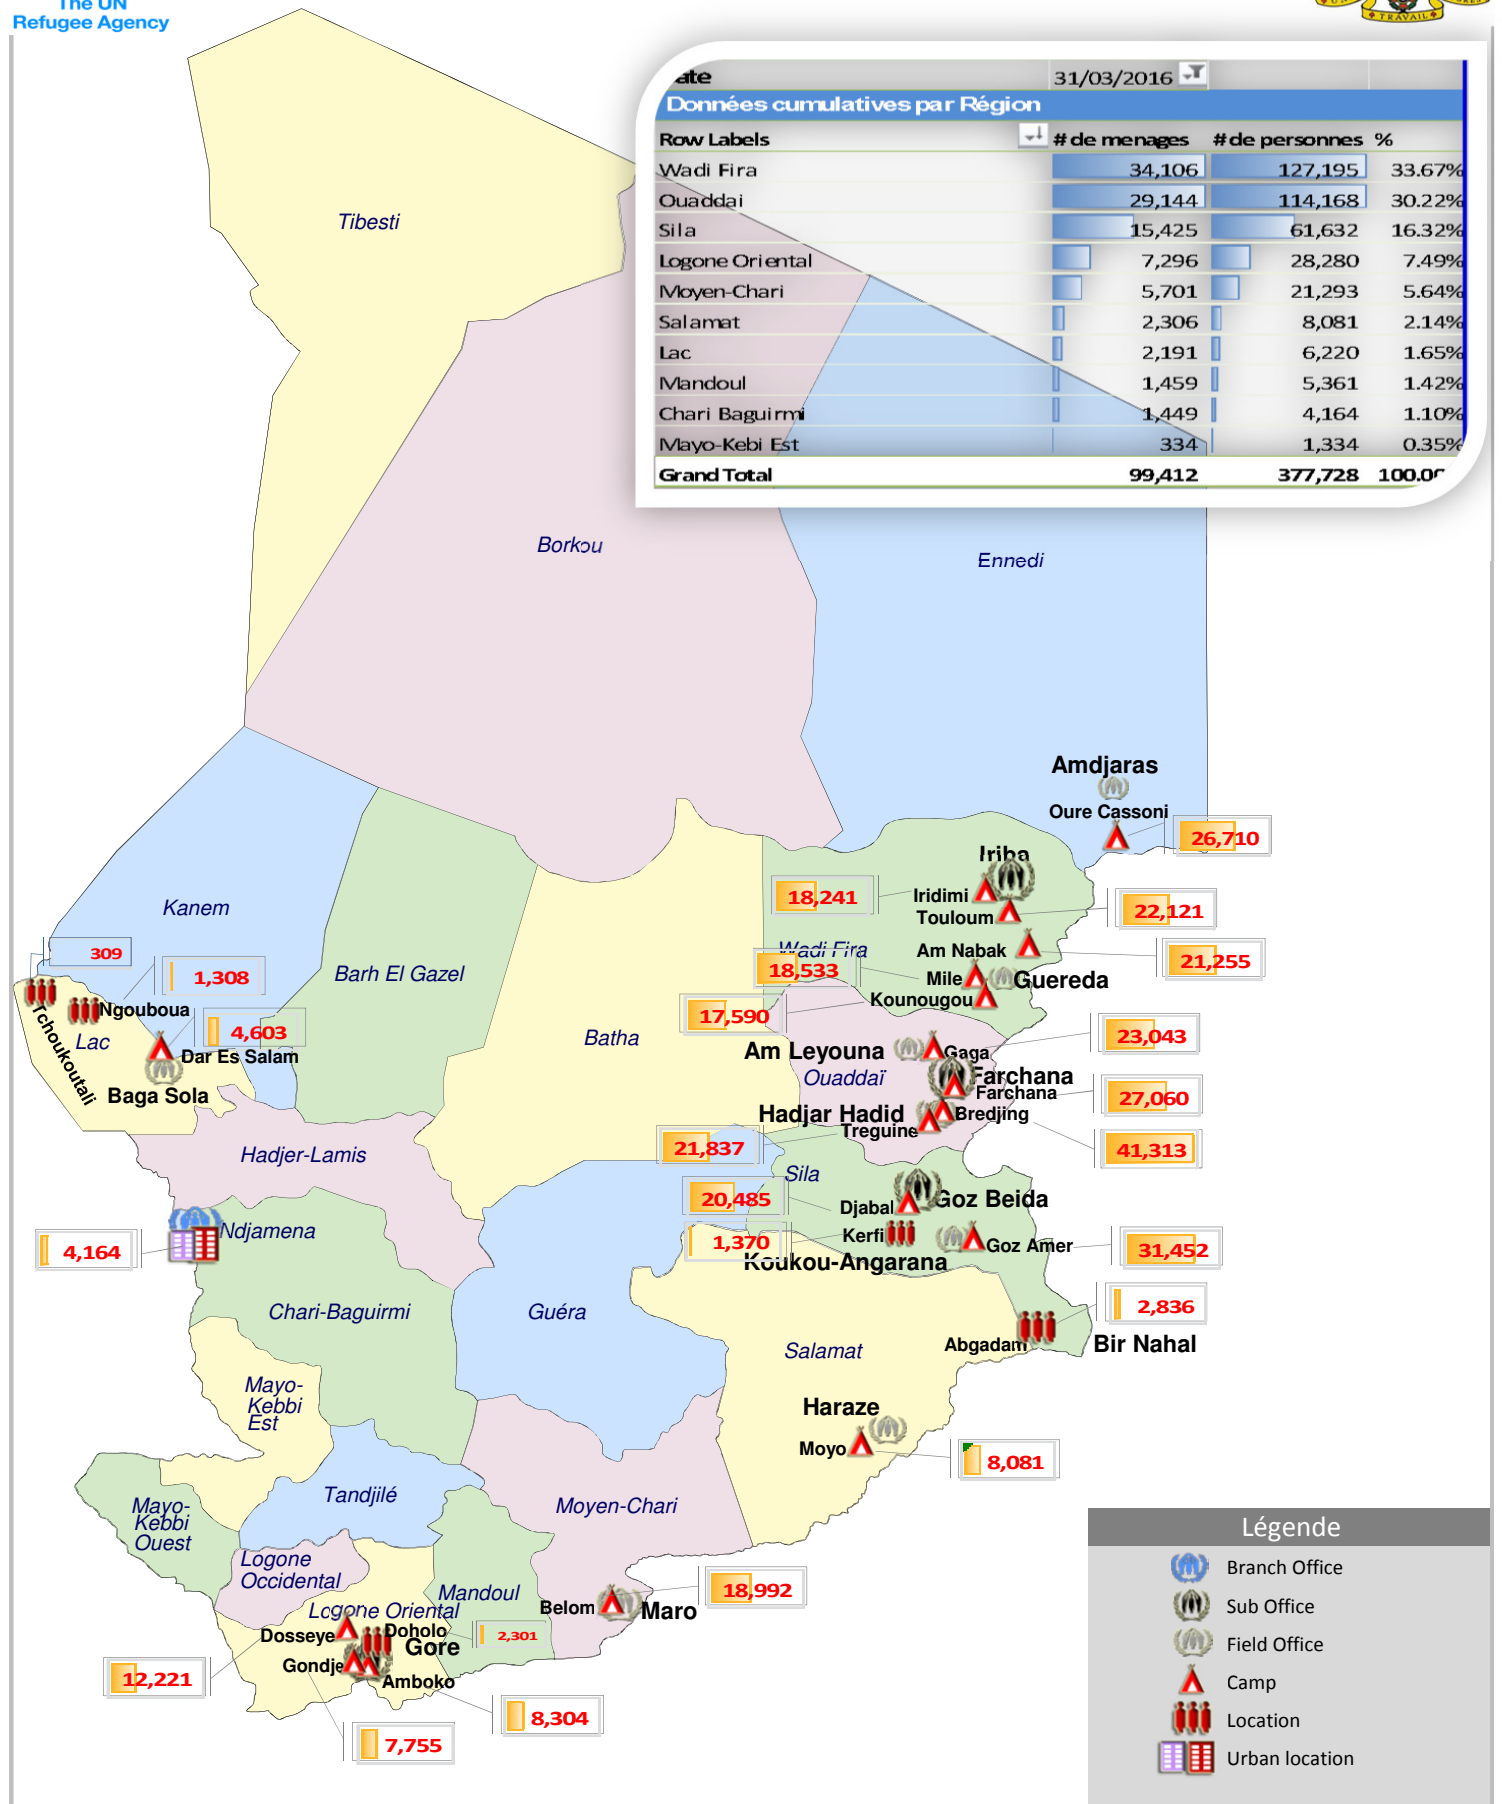 The UN
Refugee Agency
TRAVAIL
31/03/2016
Données cumulatives par Région
Row Labels # de menages # de personnes %
Wadi Fira 34,106 127,195 33.67%
Ouaddai 29,144 114,168 30.22%
Sila 15,425 61,632 16.32%
Logone Oriental 7,296 28,280 7.49%
Moyen-Chari 5,701 21,293 5.64%
Salamat 2,306 8,081 2.14%
Lac 2,191 6,220 1.65%
Mandoul 1,459 5,361 1.42%
Chari Baguirmi 1,449 4,164 1.10%
Mayo-Kebi Est 334 1,334 0.35%
Grand Total 99,412 377,728 100.0
Tibesti
Borkou
Ennedi
Amdjaras
Oure Cassoni
26,710
Iriba
Iridimi
18,241
Touloum
22,121
Kanem
Wadi Fira
Am Nabak
21,255
309
1,308
Barh El Gazel
18,533
Mile
Guereda
Kounougou
17,590
Ngouboua
Tchoukoutali
Lac
4,603
Dar Es Salam
Baga Sola
Batha
Am Leyouna
Gaga
23,043
Ouaddaï
Farchana
Farchana
27,060
Hadjar Hadid
Bredjing
Treguine
21,837
41,313
Hadjer-Lamis
Sila
20,485
Djabal
Goz Beida
Ndjamena
4,164
1,370
Kerfi
Goz Amer
31,452
Koukou-Angarana
2,836
Chari-Baguirmi
Guéra
Salamat
Abgadam
Bir Nahal
Mayo-
Kebbi
Est
Haraze
Moyo
8,081
Tandjilé
Moyen-Chari
Mayo-
Kebbi
Ouest
Logone
Occidental
Mandoul
18,992
Belom
Maro
Logone Oriental
Dosseye
Doholo
2,301
Gore
Gondje
Amboko
12,221
8,304
7,755
Légende
Branch Office
Sub Office
Field Office
Camp
Location
Urban location